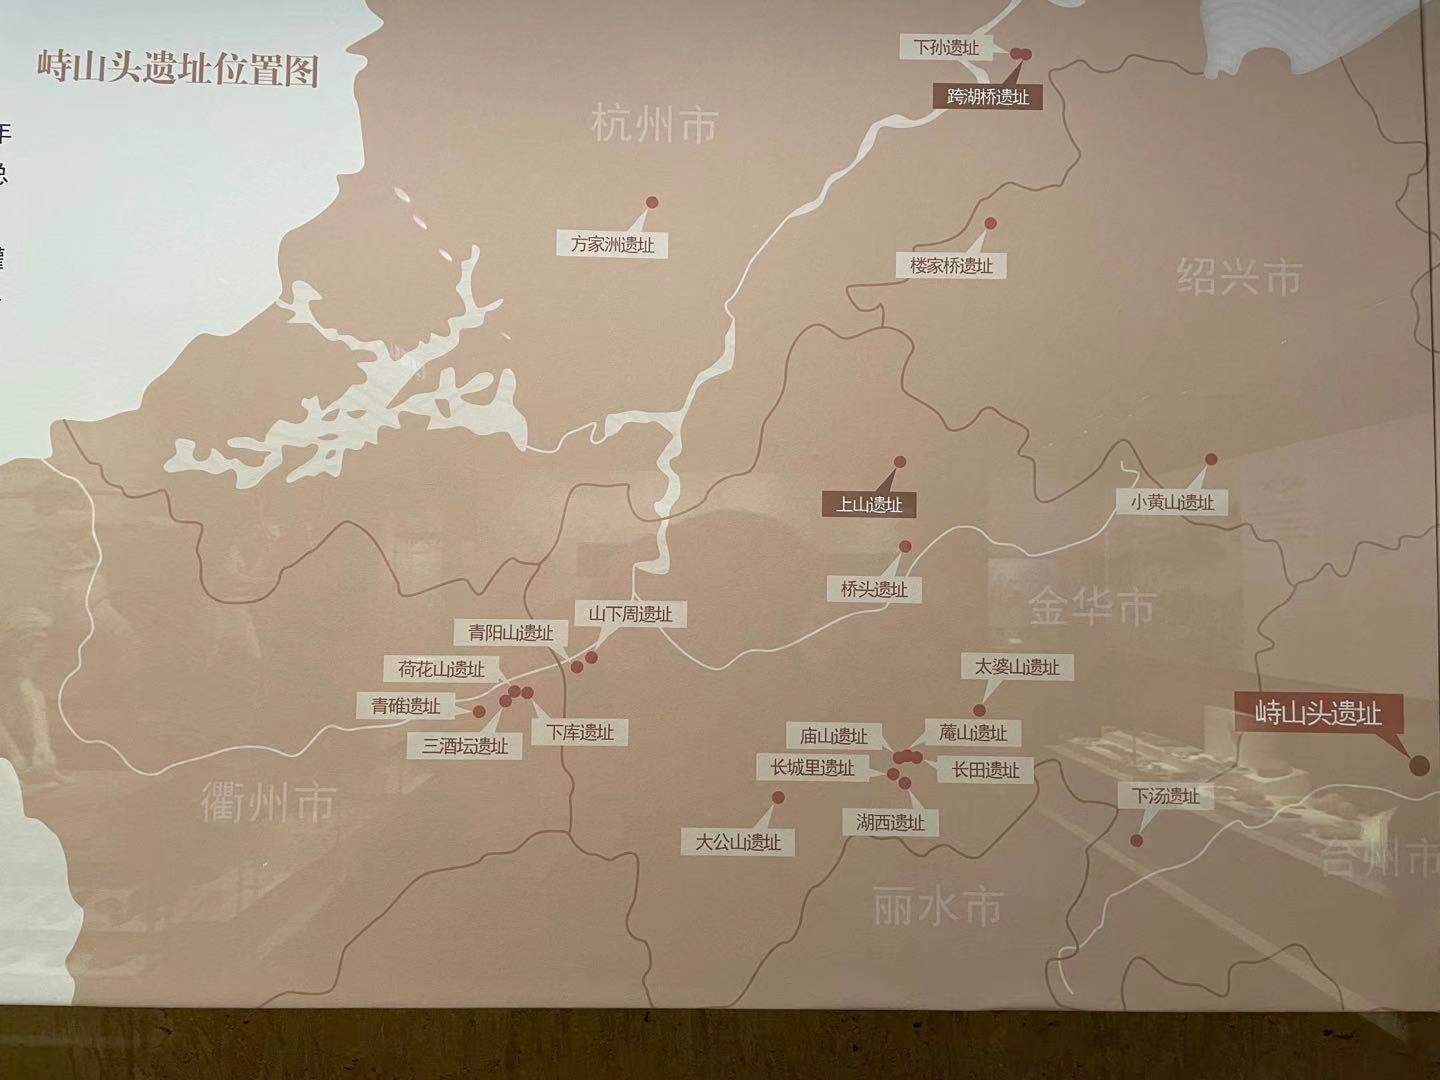 峙山头遗址位置图
年
总
下孙遗址
跨湖桥遗址
杭州市
方家洲遗址
楼家桥遗址
绍兴市
上山遗址
小黄山遗址
桥头遗址
金华市
山下周遗址
青阳山遗址
荷花山遗址
太婆山遗址
青碓遗址
峙山头遗址
下库遗址
三酒坛遗址
庙山遗址
菴山遗址
长城里遗址
长田遗址
衢州市
下汤遗址
湖西遗址
大公山遗址
台州市
丽水市